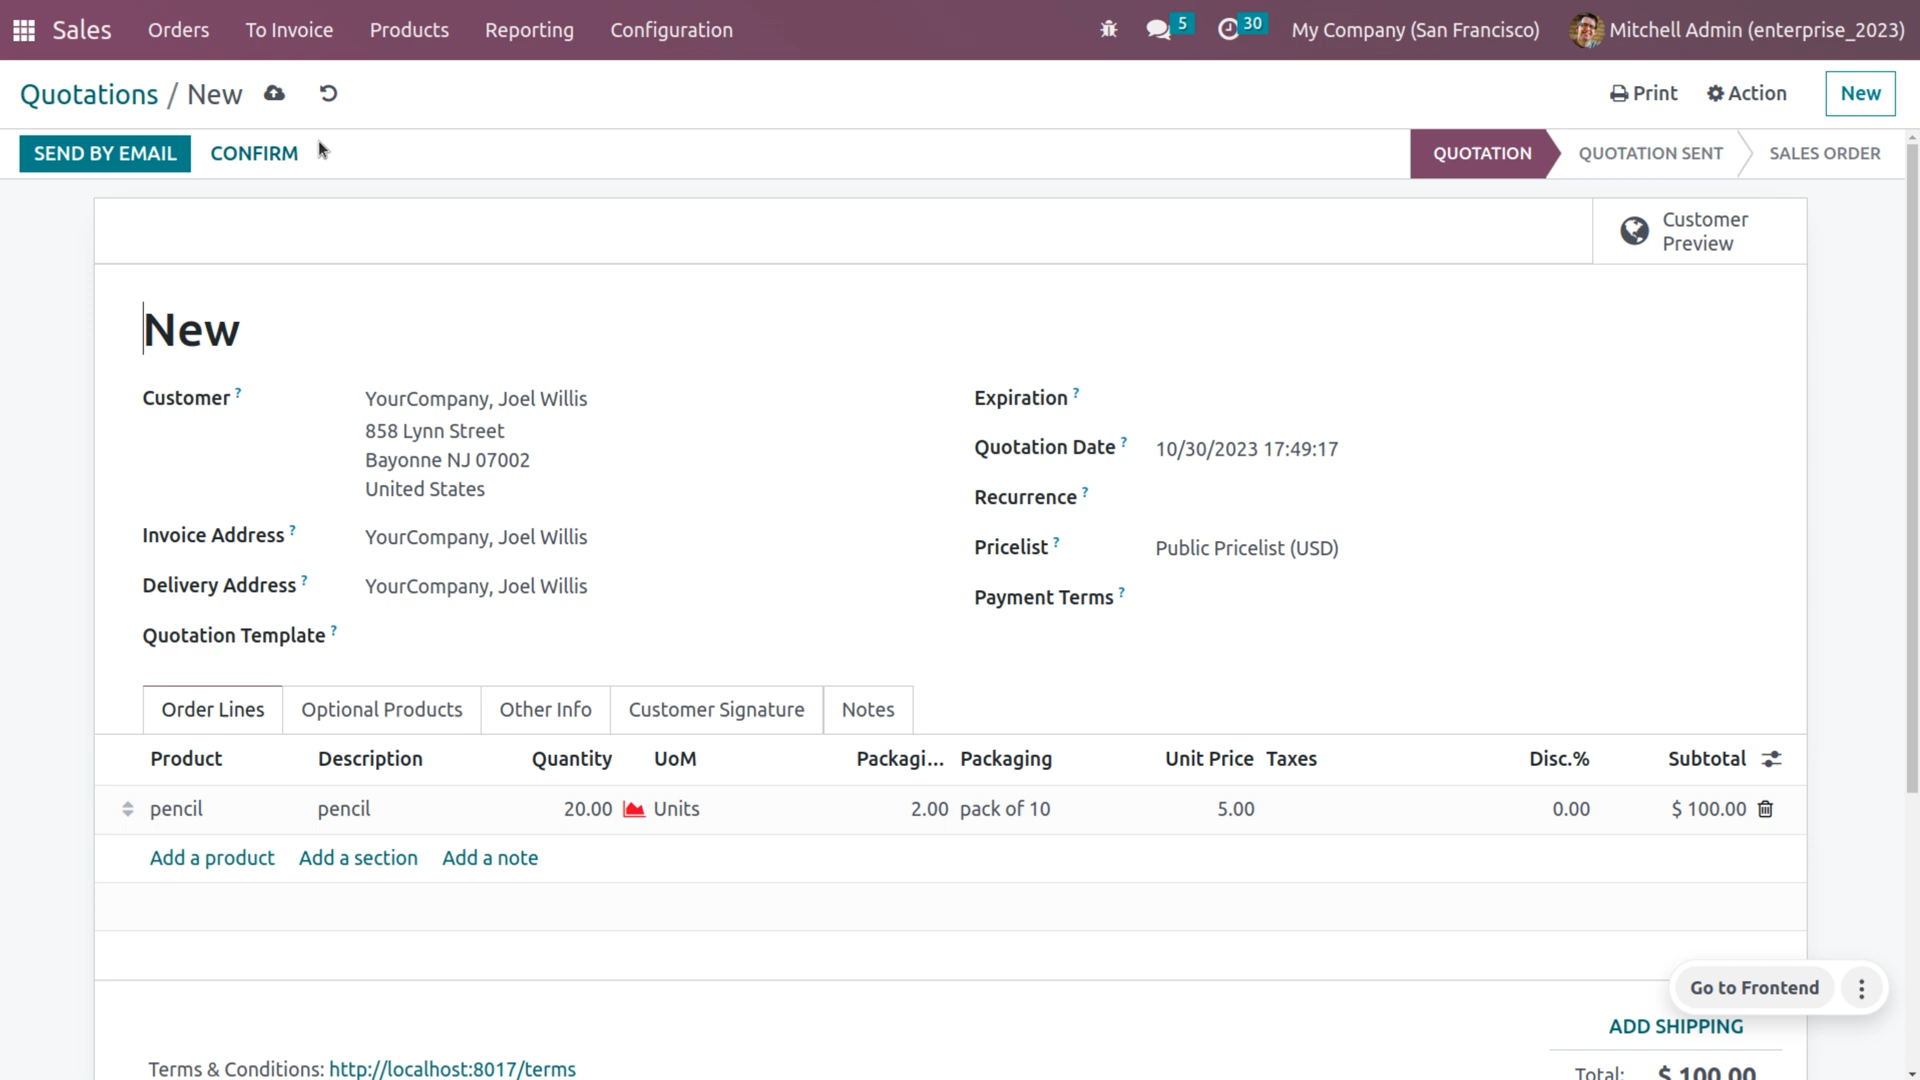 Sales Orders To Invoice Products Reporting Configuration 5 30 My Company (San Francisco) Mitchell Admin (enterprise_2023)
Quotations / New Print Action New
SEND BY EMAIL CONFIRM QUOTATION QUOTATION SENT SALES ORDER
Customer
Preview
New
Customer ? YourCompany, Joel Willis
858 Lynn Street
Bayonne NJ 07002
United States
Expiration ?
Quotation Date ? 10/30/2023 17:49:17
Recurrence ?
Invoice Address ? YourCompany, Joel Willis
Pricelist ? Public Pricelist (USD)
Delivery Address ? YourCompany, Joel Willis
Payment Terms ?
Quotation Template ?
Order Lines Optional Products Other Info Customer Signature Notes
Product Description Quantity UoM Packagi... Packaging Unit Price Taxes Disc.% Subtotal
pencil pencil 20.00 Units 2.00 pack of 10 5.00 0.00 $ 100.00
Add a product Add a section Add a note
Go to Frontend
ADD SHIPPING
Terms & Conditions: http://localhost:8017/terms
Total: $ 100.00